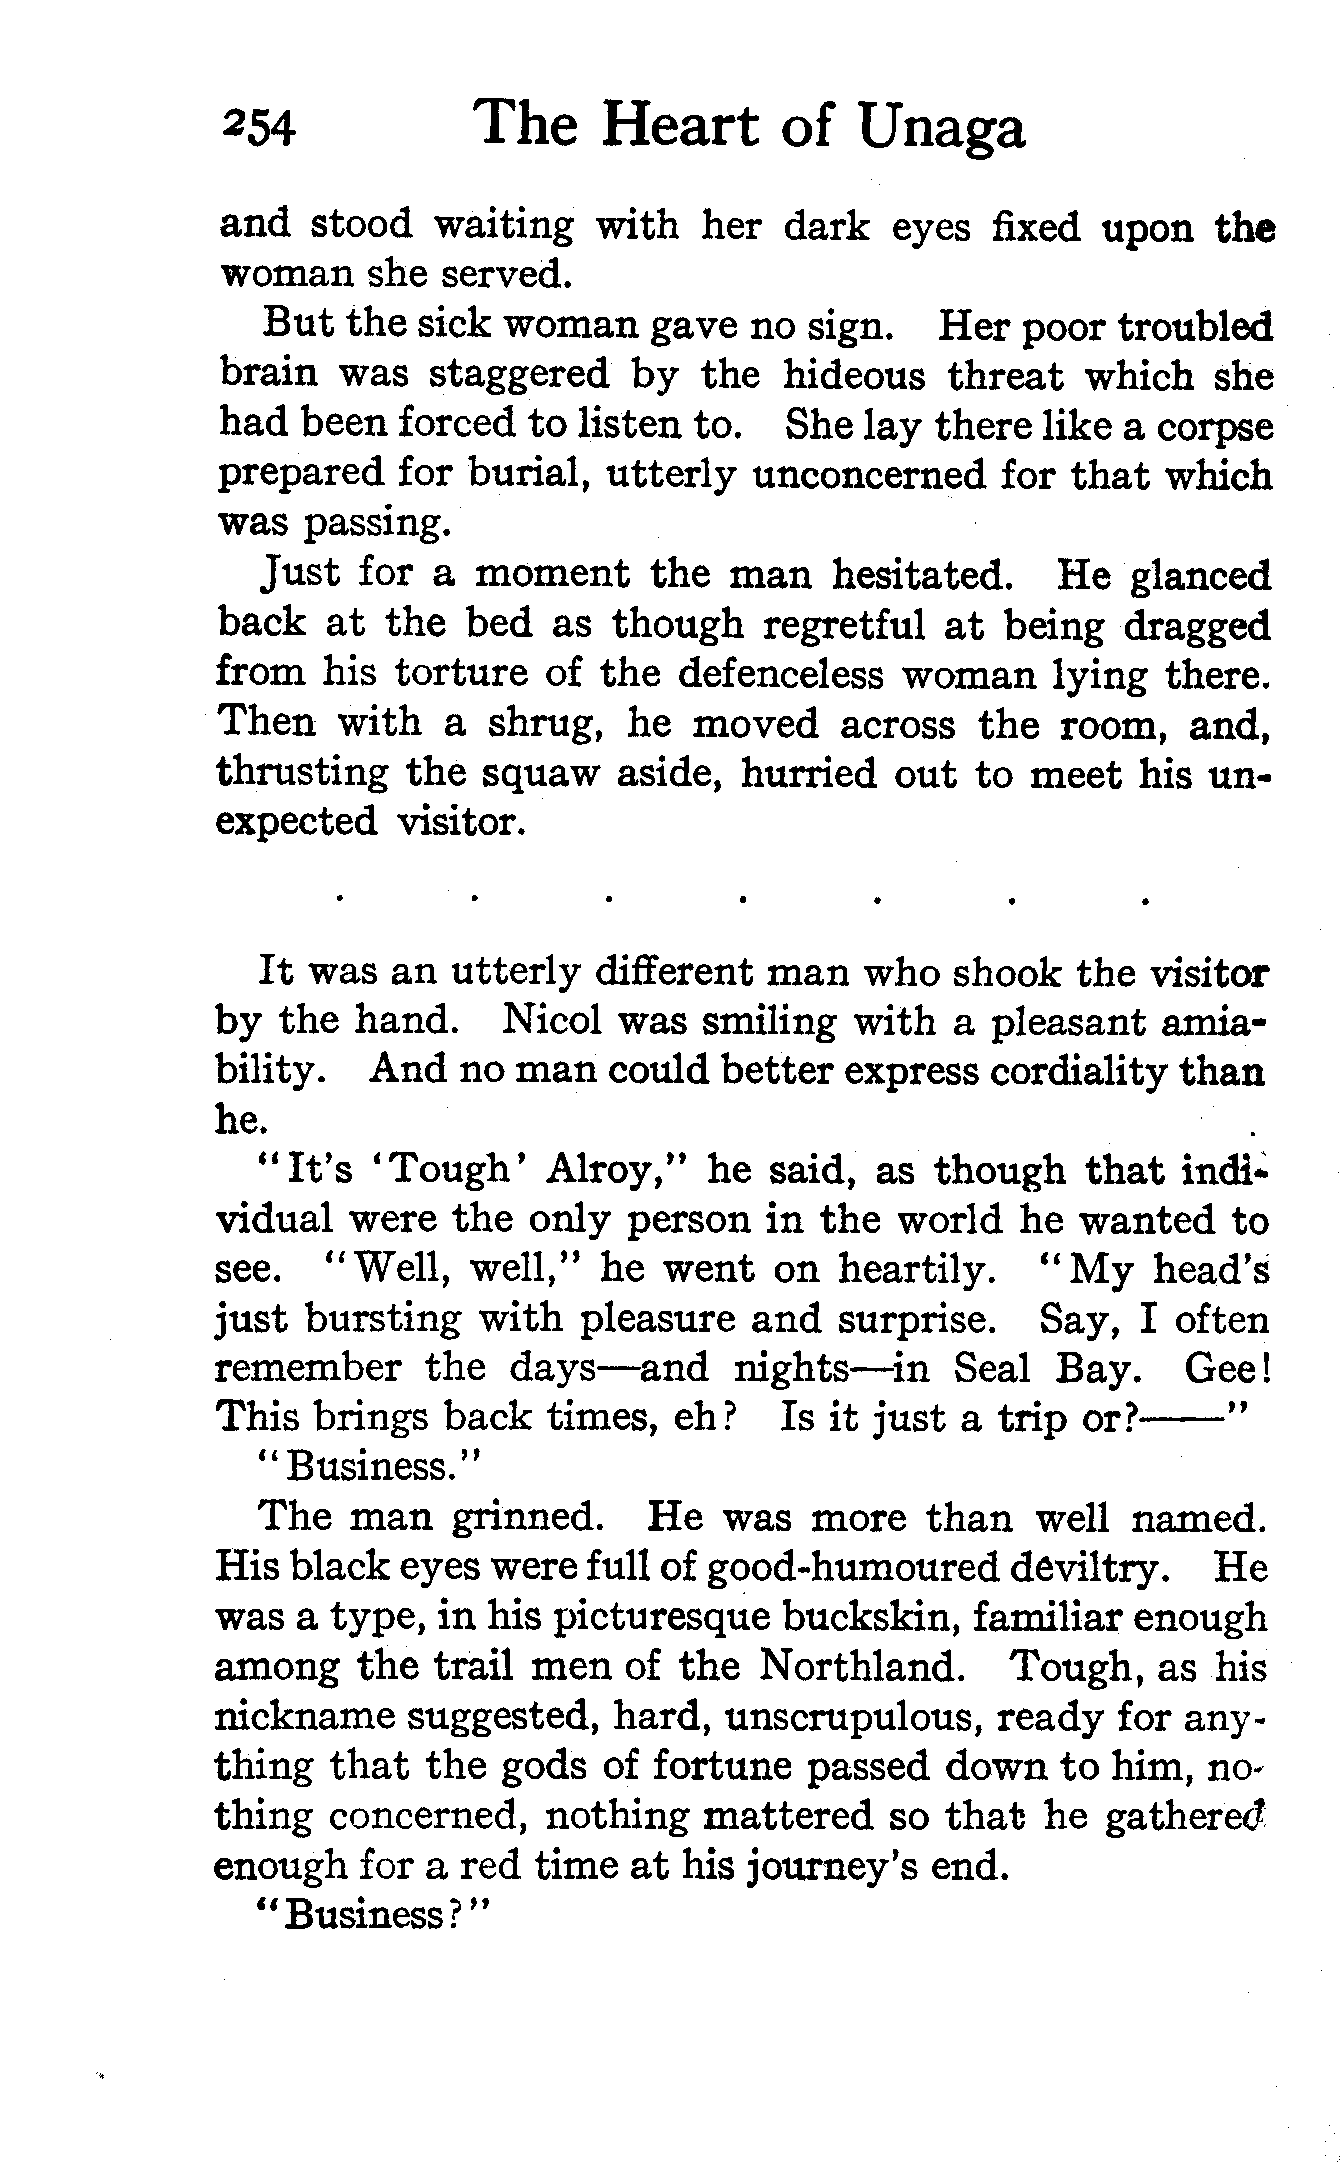 254 The Heart of Unaga
and stood waiting with her dark eyes fixed upon the
woman she served.
But the sick woman gave no sign. Her poor troubled
brain was staggered by the hideous threat which she
had been forced to listen to. She lay there like a corpse
prepared for burial, utterly unconcerned for that which
was passing.
Just for a moment the man hesitated. He glanced
back at the bed as though regretful at being dragged
from his torture of the defenceless woman lying there.
Then with a shrug, he moved across the room, and,
thrusting the squaw aside, hurried out to meet his un-
expected visitor.
. . . . . . .
It was an utterly different man who shook the visitor
by the hand. Nicol was smiling with a pleasant amia-
bility. And no man could better express cordiality than
he.
"It's 'Tough' Alroy," he said, as though that indi-
vidual were the only person in the world he wanted to
see. "Well, well," he went on heartily. "My head's
just bursting with pleasure and surprise. Say, I often
remember the days—and nights—in Seal Bay. Gee!
This brings back times, eh? Is it just a trip or?——"
"Business."
The man grinned. He was more than well named.
His black eyes were full of good-humoured deviltry. He
was a type, in his picturesque buckskin, familiar enough
among the trail men of the Northland. Tough, as his
nickname suggested, hard, unscrupulous, ready for any-
thing that the gods of fortune passed down to him, no-
thing concerned, nothing mattered so that he gathered
enough for a red time at his journey's end.
"Business?"